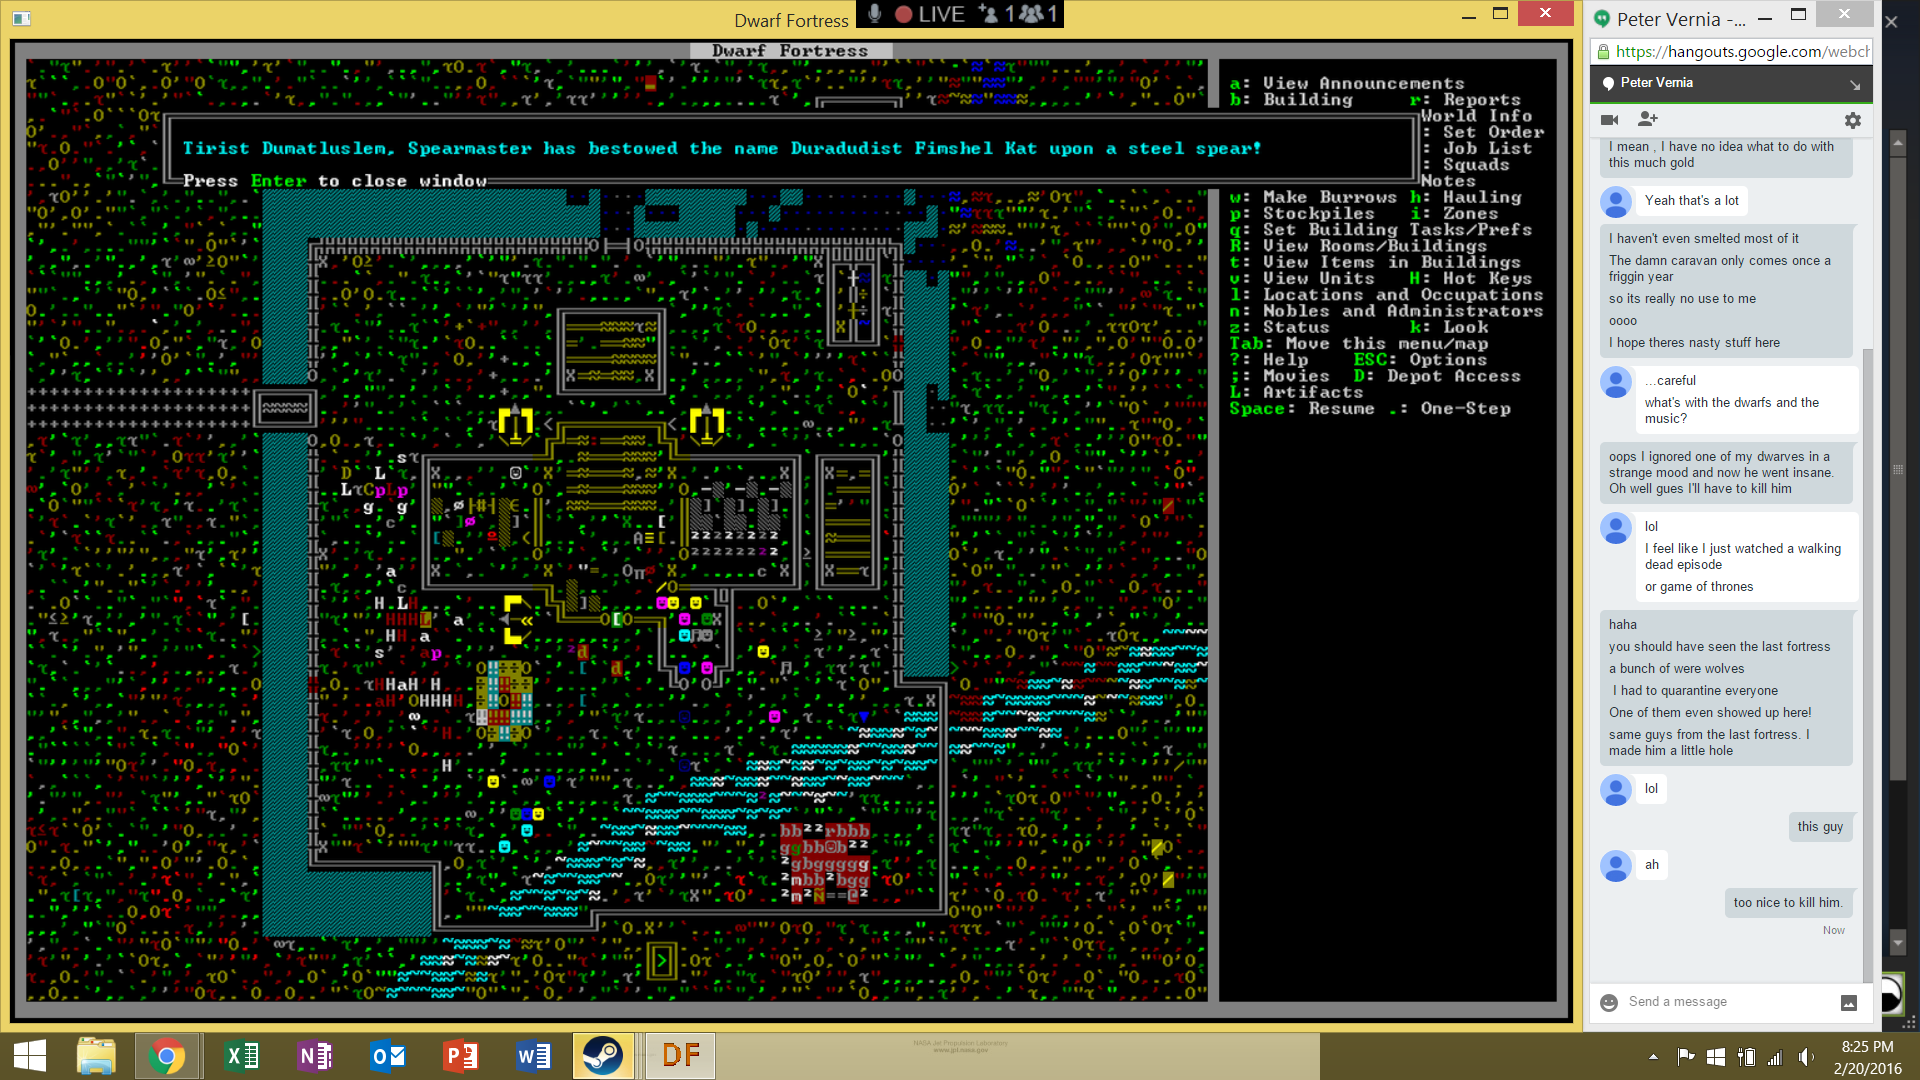 Dwarf Fortress
LIVE 1 1
Dwarf Fortress
Tirist Dumatluslem, Spearmaster has bestowed the name Duradudist Fimshel Kat upon a steel spear!
Press Enter to close window
a: View Announcements
b: Building r: Reports
World Info
: Set Order
: Job List
: Squads
Notes
w: Make Burrows h: Hauling
p: Stockpiles i: Zones
q: Set Building Tasks/Prefs
R: View Rooms/Buildings
t: View Items in Buildings
v: View Units H: Hot Keys
l: Locations and Occupations
n: Nobles and Administrators
z: Status k: Look
Tab: Move this menu/map
?: Help ESC: Options
;: Movies D: Depot Access
L: Artifacts
Space: Resume .: One-Step
Peter Vernia -...
https://hangouts.google.com/webch
Peter Vernia
I mean , I have no idea what to do with
this much gold
Yeah that's a lot
I haven't even smelted most of it
The damn caravan only comes once a
friggin year
so its really no use to me
oooo
I hope theres nasty stuff here
...careful
what's with the dwarfs and the
music?
oops I ignored one of my dwarves in a
strange mood and now he went insane.
Oh well gues I'll have to kill him
lol
I feel like I just watched a walking
dead episode
or game of thrones
haha
you should have seen the last fortress
a bunch of were wolves
I had to quarantine everyone
One of them even showed up here!
same guys from the last fortress. I
made him a little hole
lol
this guy
ah
too nice to kill him.
Now
Send a message
NASA Jet Propulsion Laboratory
www.jpl.nasa.gov
DF
8:25 PM
2/20/2016